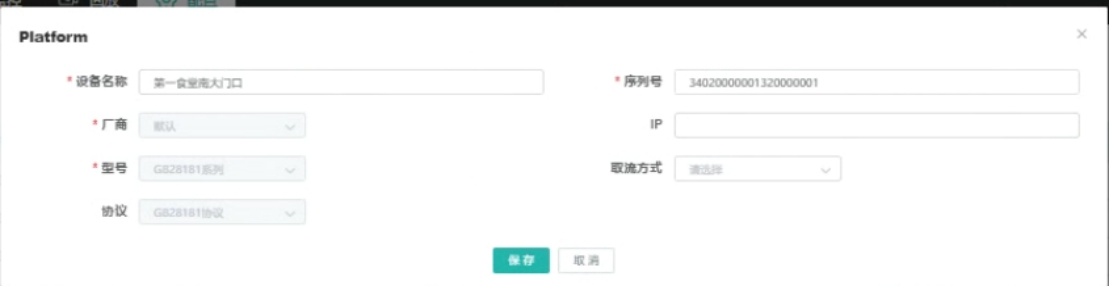 配置
Platform
* 设备名称 第一食堂南大门口
* 序列号 34020000001320000001
* 厂商 默认
IP
* 型号 GB28181系列
取流方式 请选择
协议 GB28181协议
保存 取消